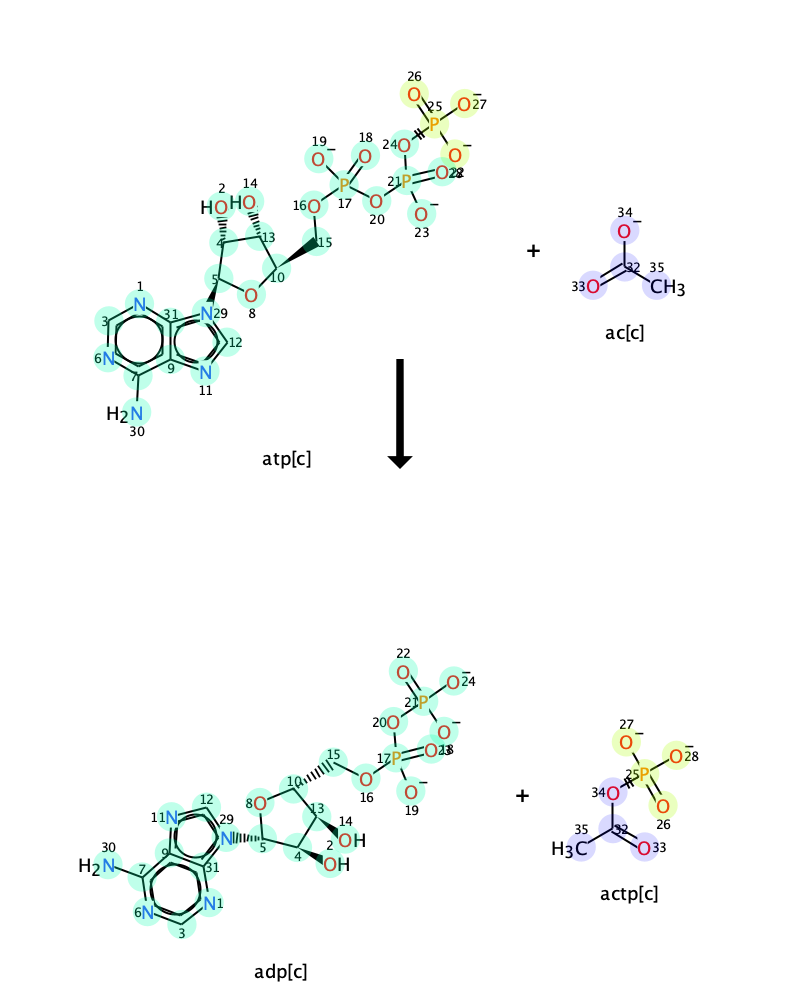 26
O
25
O⁻ 27
19
18
24 O
P
O⁻
O
O⁻
2
14
P
21 P
O 28 22
HO
HO
16 O
17
O
20
O⁻
23
34
O⁻
4
13
15
+
32
35
5
10
33 O
CH3
1
O
8
ac[c]
N
31
N 29
3
12
6 N
9
N
7
11
H2N
30
atp[c]
22
O
O⁻ 24
21 P
27
20 O
O⁻
O⁻
O⁻ 28
15
17 P
O 23 18
25 P
10
O
16
O⁻
19
34 O
O
26
12
8 O
+
11 N
29
13
14
35
32
30
N
5
OH
H3C
O 33
9
4
2
H2N
7
31
OH
actp[c]
6 N
N 1
3
adp[c]